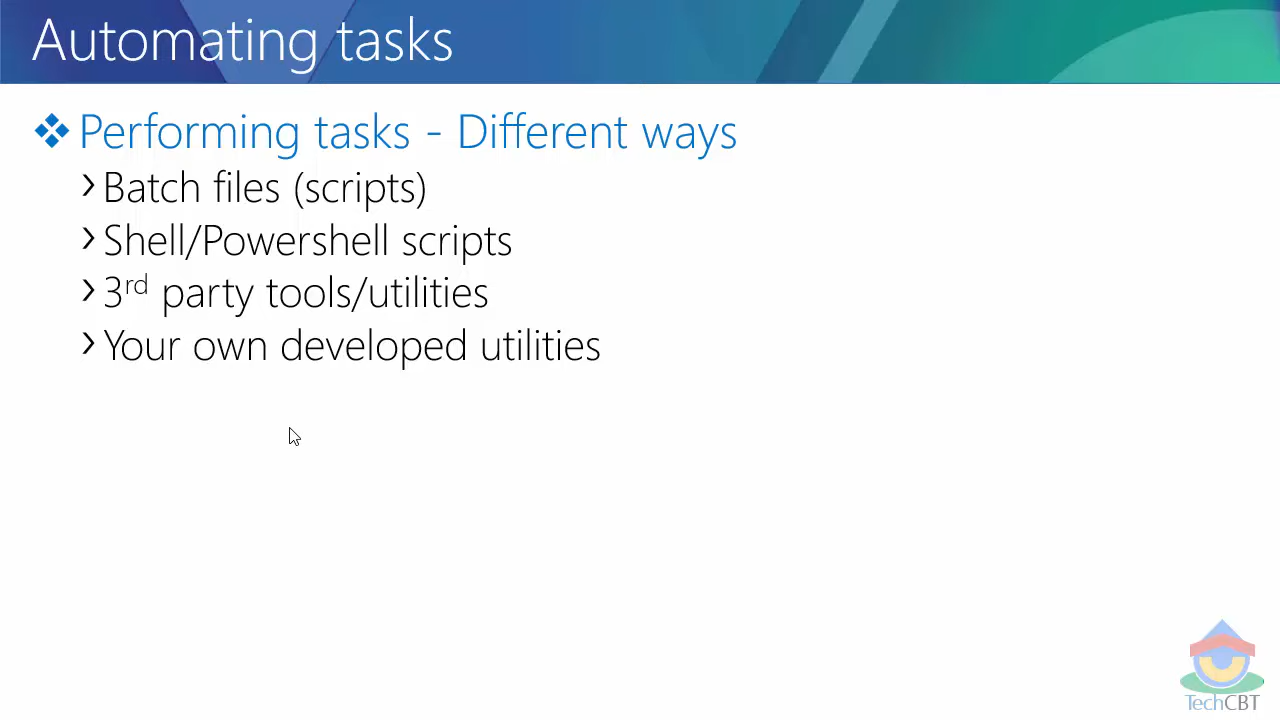 Automating tasks
Performing tasks - Different ways
Batch files (scripts)
Shell/Powershell scripts
3rd party tools/utilities
Your own developed utilities
TechCBT